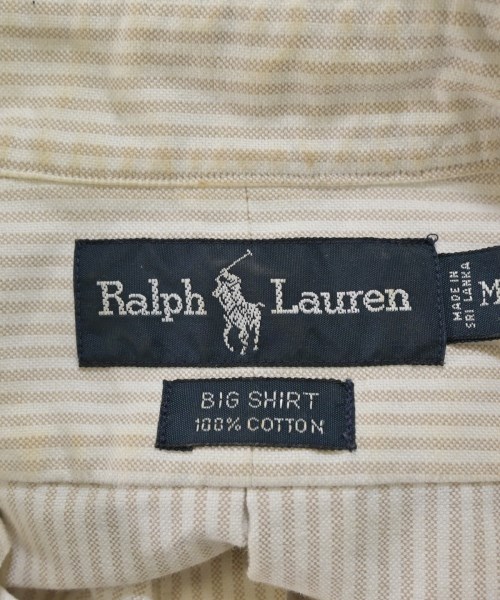 Ralph Lauren
MADE IN
SRI LANKA
M
BIG SHIRT
100% COTTON